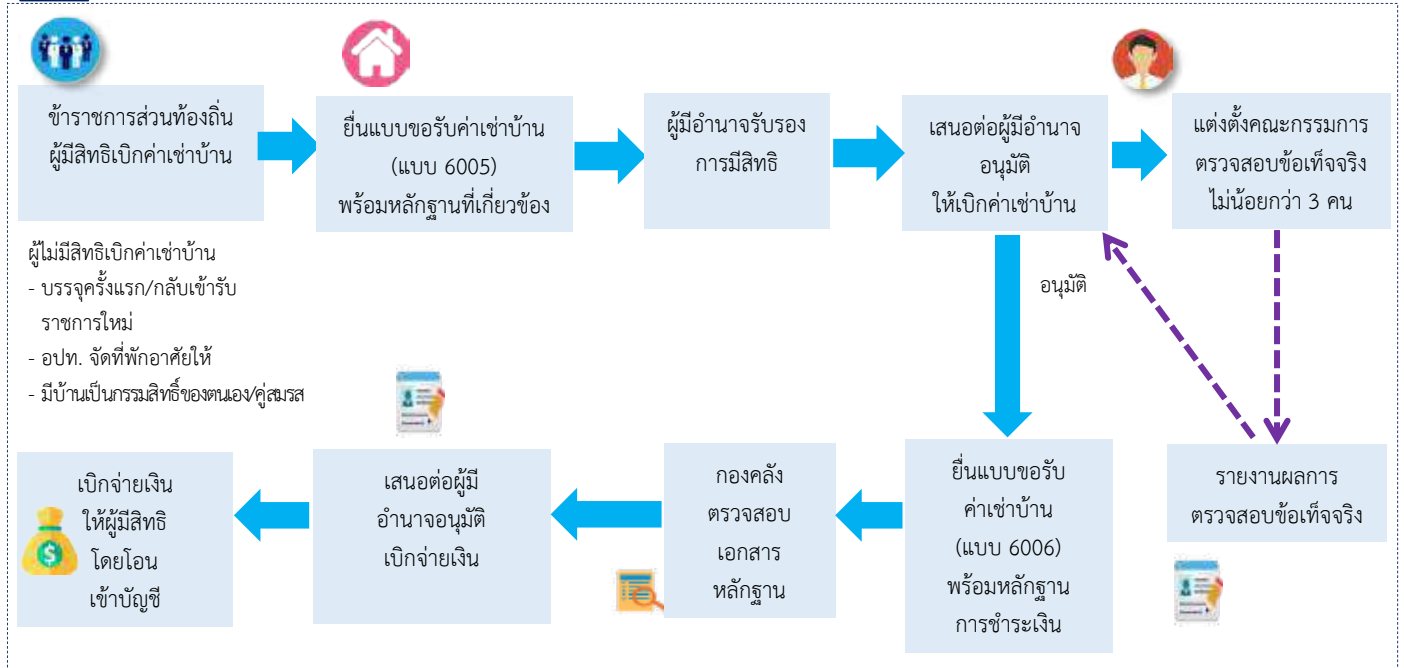 ข้าราชการส่วนท้องถิ่น
ผู้มีสิทธิเบิกค่าเช่าบ้าน
ยื่นแบบขอรับค่าเช่าบ้าน
(แบบ 6005)
พร้อมหลักฐานที่เกี่ยวข้อง
ผู้มีอำนาจรับรอง
การมีสิทธิ
เสนอต่อผู้มีอำนาจ
อนุมัติ
ให้เบิกค่าเช่าบ้าน
แต่งตั้งคณะกรรมการ
ตรวจสอบข้อเท็จจริง
ไม่น้อยกว่า 3 คน
ผู้ไม่มีสิทธิเบิกค่าเช่าบ้าน
- บรรจุครั้งแรก/กลับเข้ารับ
ราชการใหม่
- อปท. จัดที่พักอาศัยให้
- มีบ้านเป็นกรรมสิทธิ์ของตนเอง/คู่สมรส
อนุมัติ
รายงานผลการ
ตรวจสอบข้อเท็จจริง
ยื่นแบบขอรับ
ค่าเช่าบ้าน
(แบบ 6006)
พร้อมหลักฐาน
การชำระเงิน
กองคลัง
ตรวจสอบ
เอกสาร
หลักฐาน
เสนอต่อผู้มี
อำนาจอนุมัติ
เบิกจ่ายเงิน
เบิกจ่ายเงิน
ให้ผู้มีสิทธิ
โดยโอน
เข้าบัญชี